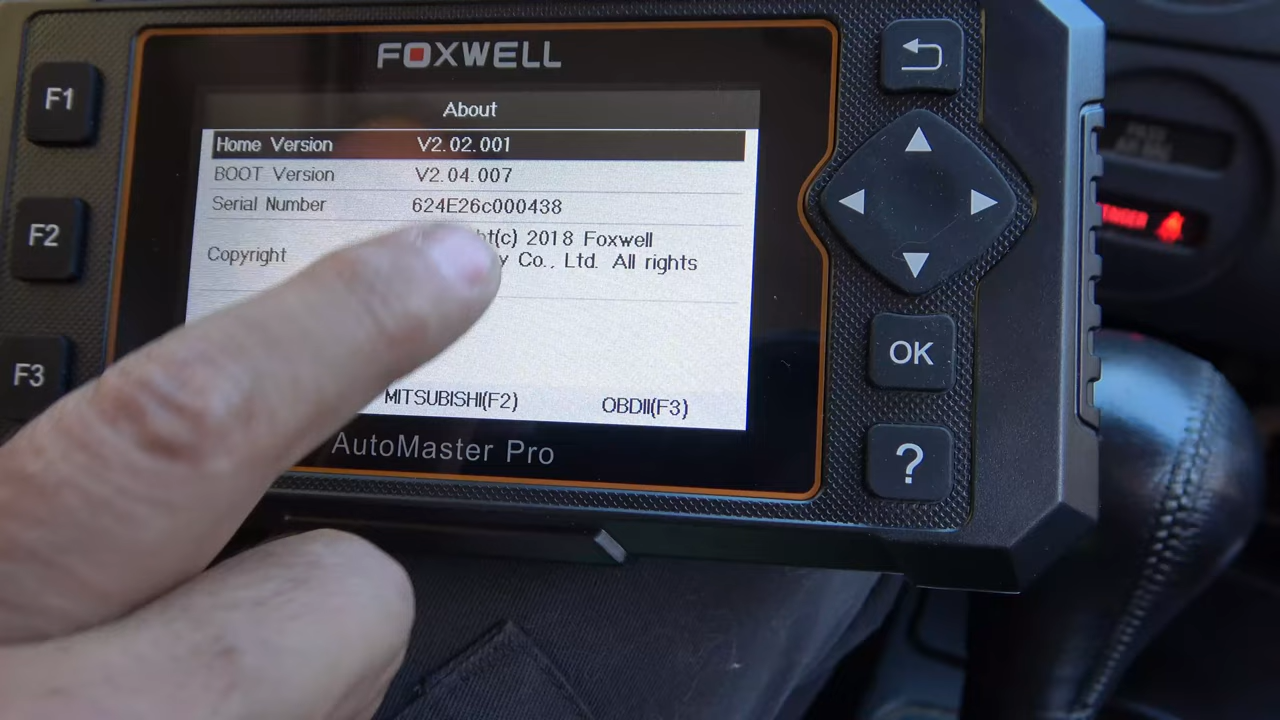 FOXWELL
F1
F2
F3
About
Home Version V2.02.001
BOOT Version V2.04.007
Serial Number 624E26c000438
Copyright
(c) 2018 Foxwell
Co., Ltd. All rights
MITSUBISHI(F2) OBDII(F3)
AutoMaster Pro
OK
?